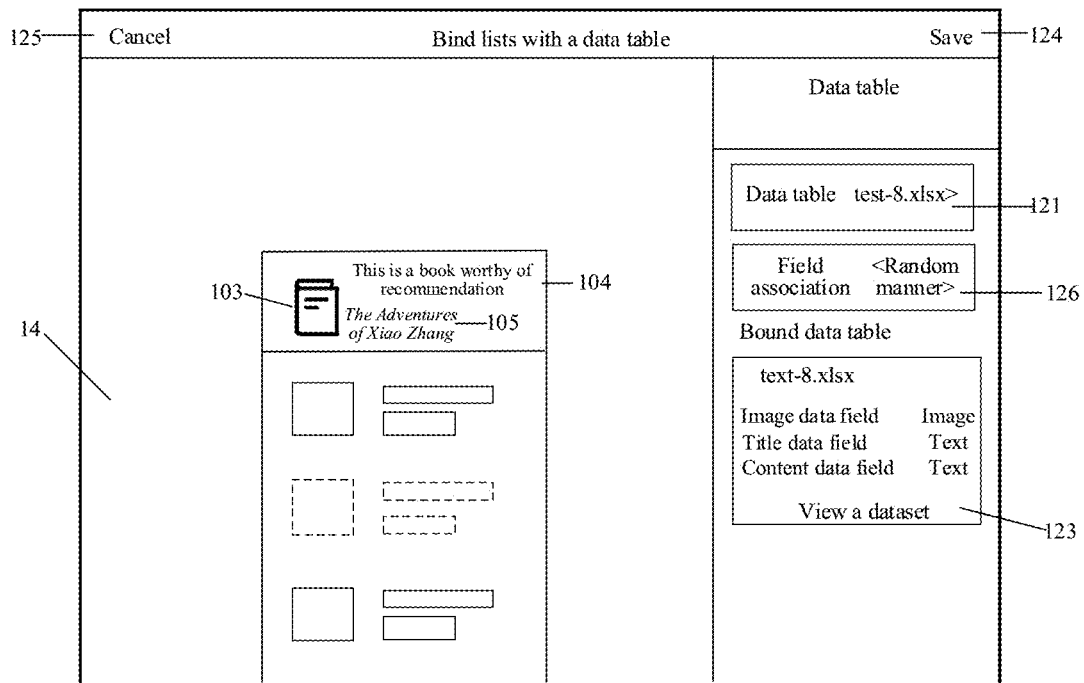 125 Cancel Bind lists with a data table Save 124
Data table
Data table test-8.xlsx> 121
Field <Random
association manner> 126
Bound data table
text-8.xlsx
Image data field Image
Title data field Text
Content data field Text
View a dataset
123
14
103
This is a book worthy of
recommendation
104
The Adventures
of Xiao Zhang
105